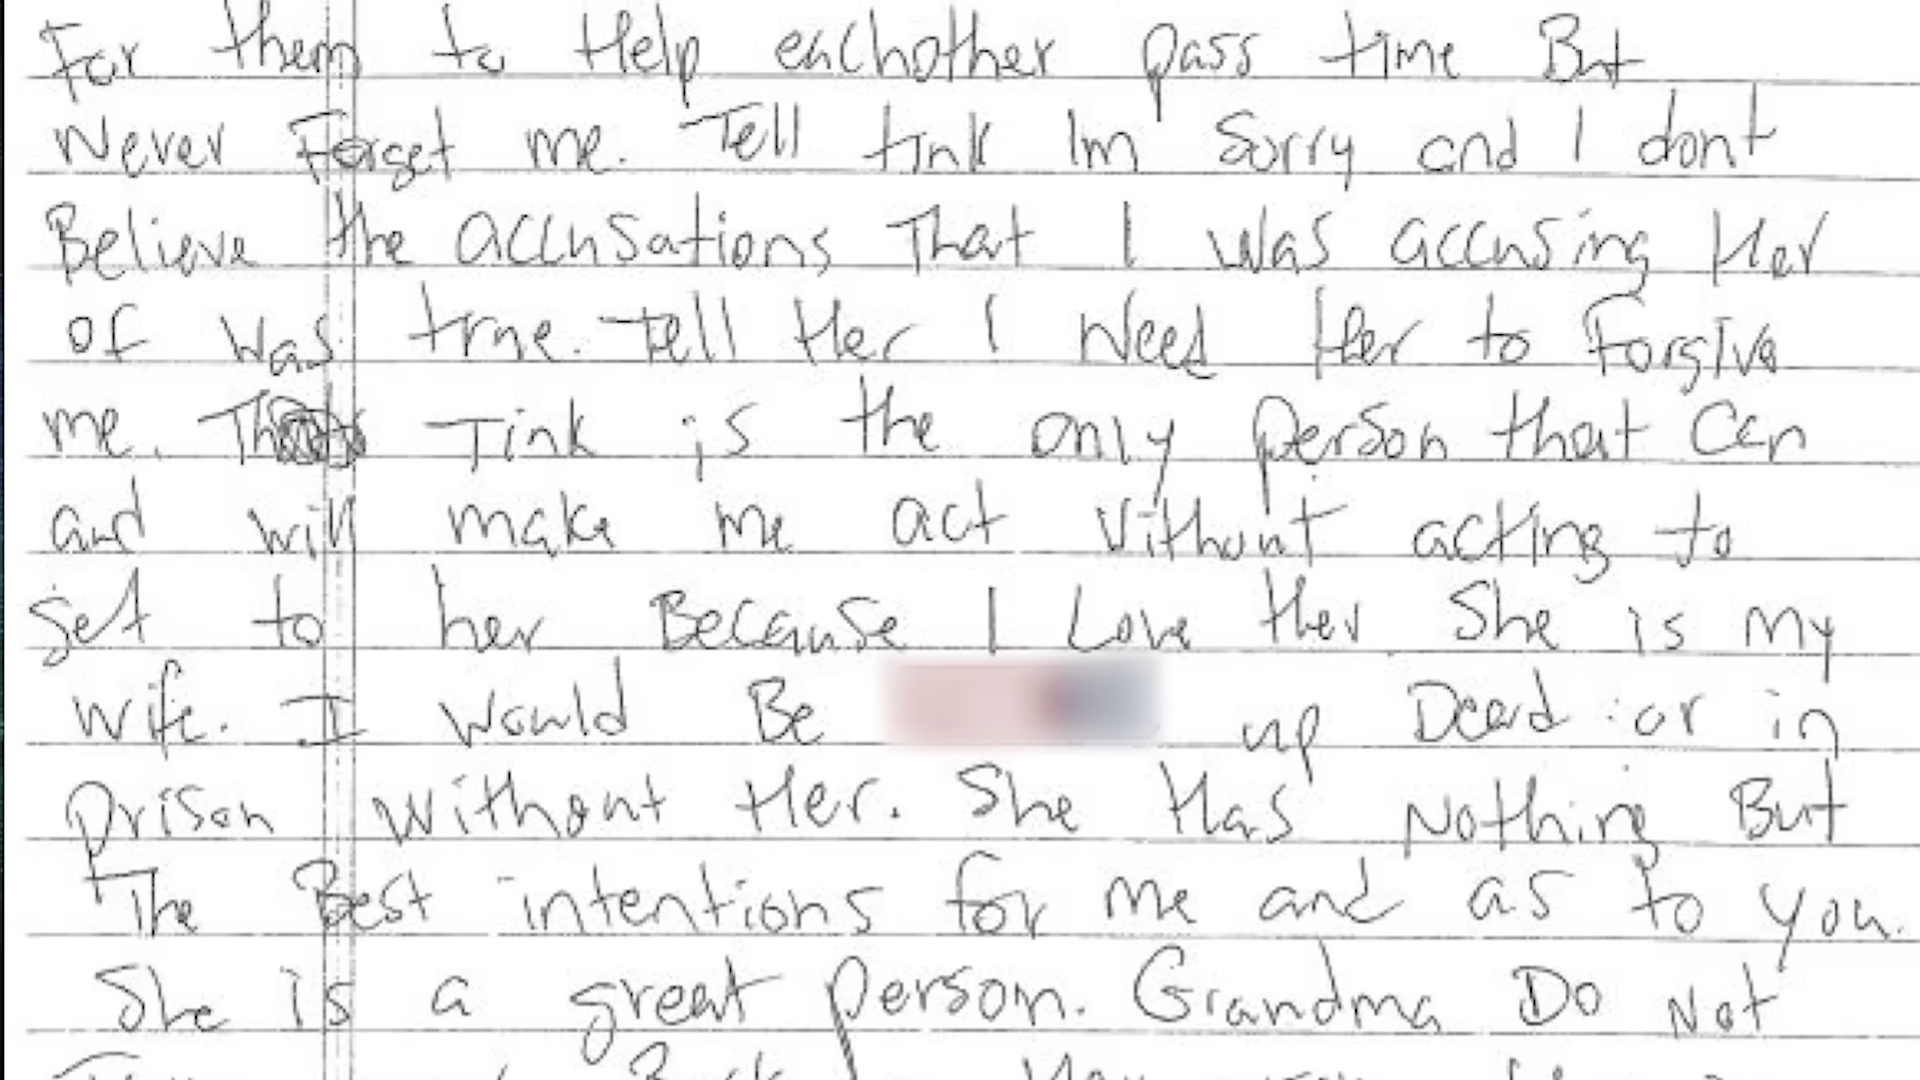 For them to Help eachother pass time But
Never Forget me. Tell tink Im Sorry and I dont
Believe the accusations That I was accusing Her
of was true. Tell Her I Need Her to Forgive
me. Tink is the only person that Can
and will make me act without acting to
get to her Because I Love Her She is my
wife. I would Be up Dead or in
prison without Her. She Has Nothing But
The Best intentions for me and as to you.
She is a great person. Grandma Do Not